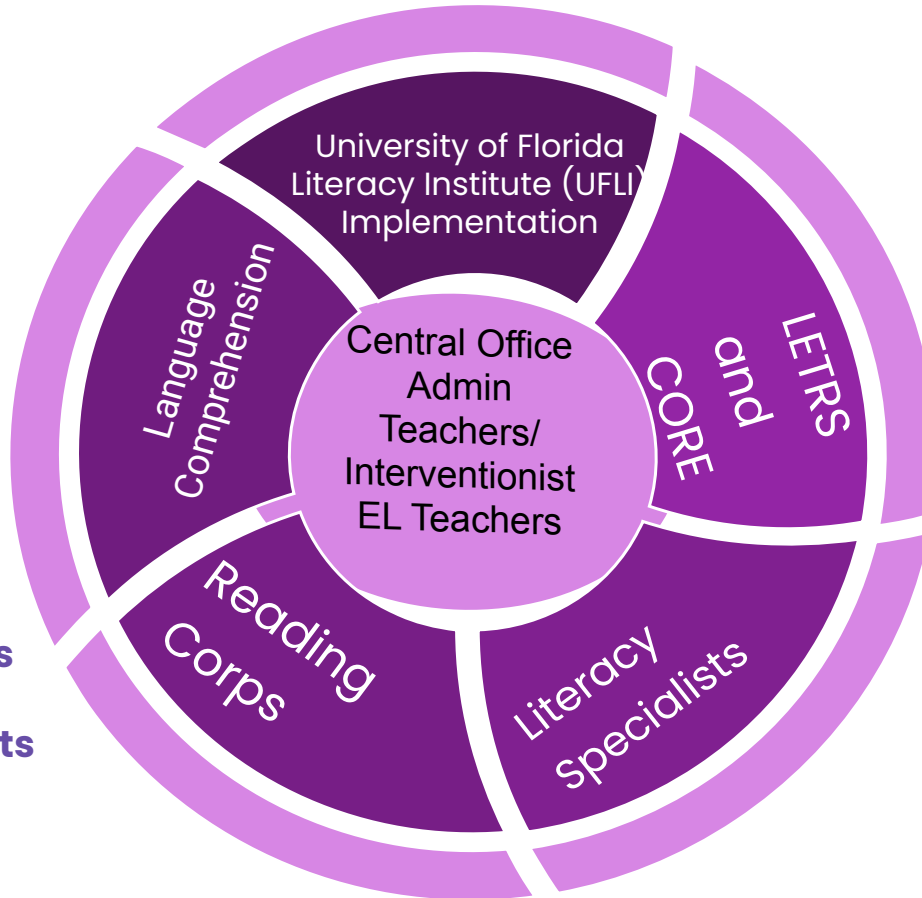 University of Florida
Literacy Institute (UFLI)
Implementation
LETRS
and
CORE
Literacy
Specialists
Reading
Corps
Language
Comprehension
Central Office
Admin
Teachers/
Interventionist
EL Teachers